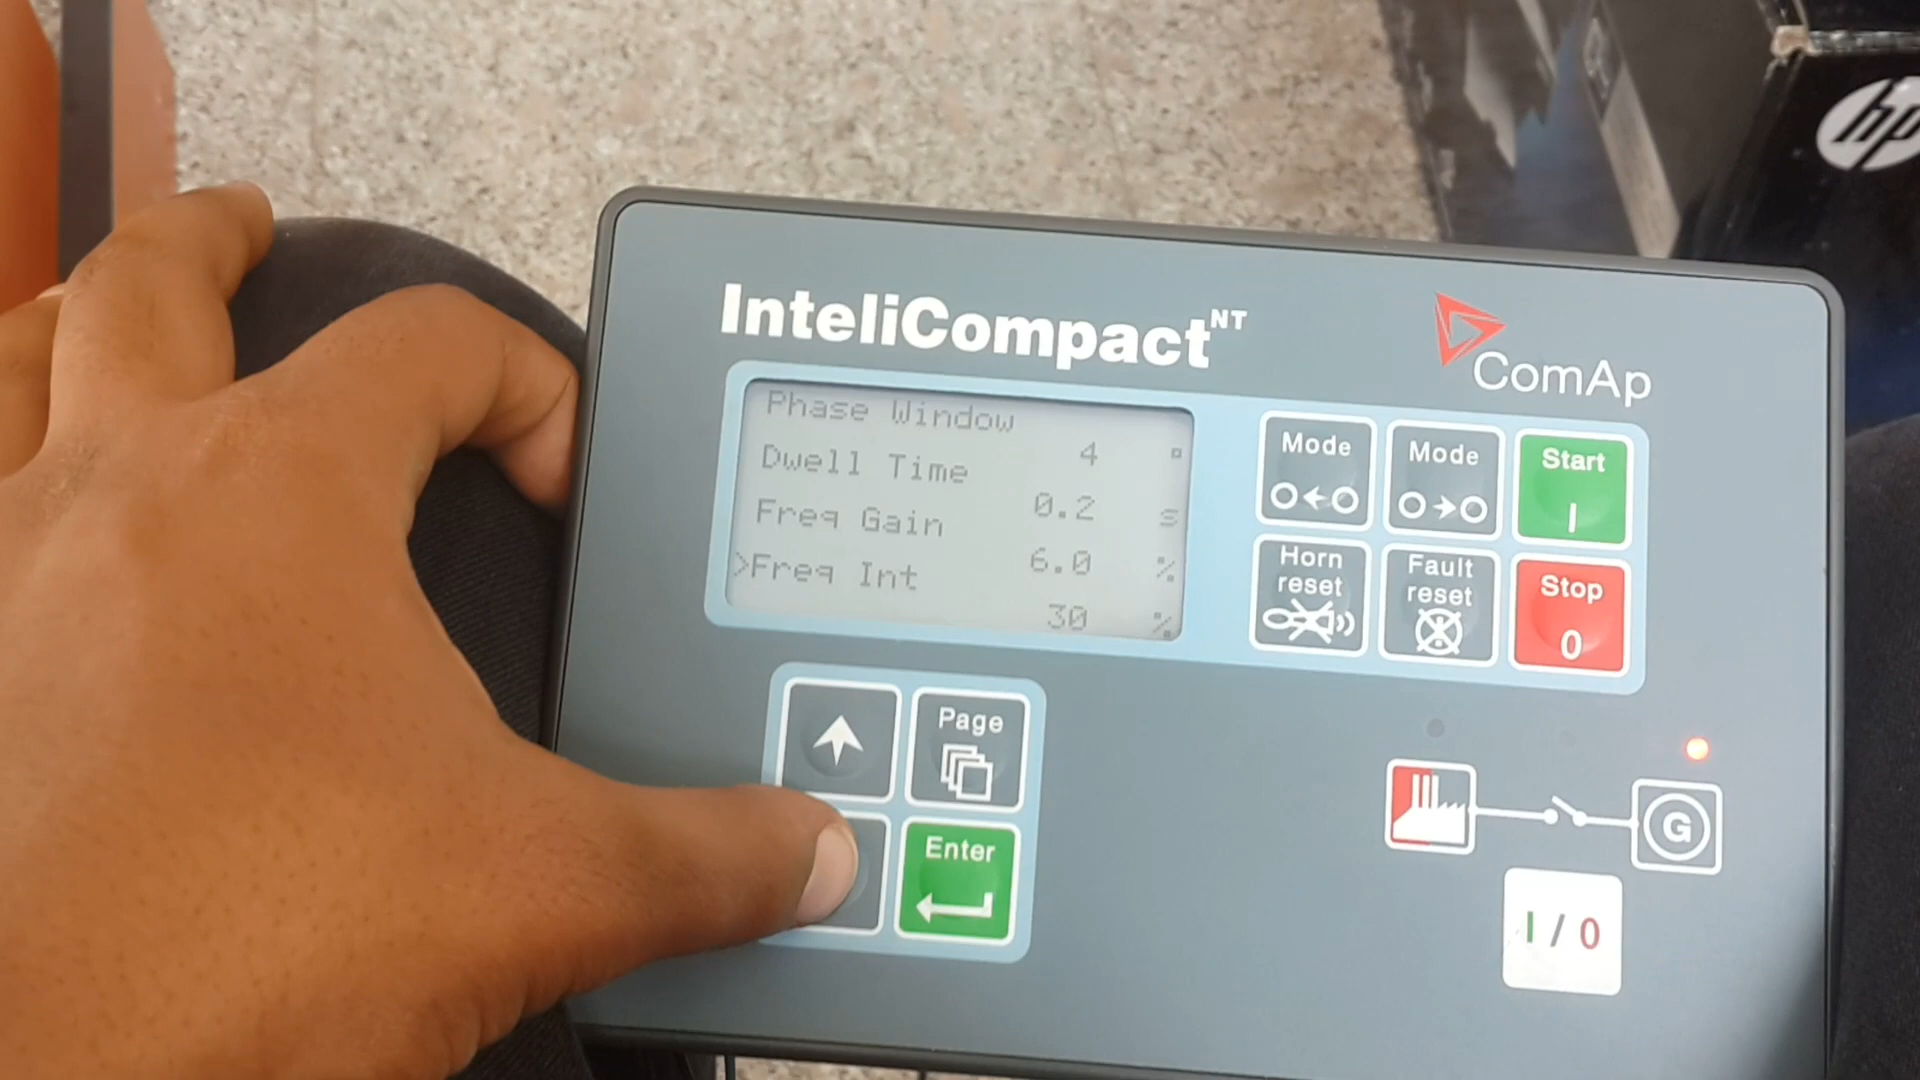 hp
InteliCompact NT
ComAp
Phase Window
4 °
Dwell Time
0.2 s
Freq Gain
6.0 %
>Freq Int
30 %
Mode
Mode
Start
I
Horn reset
Fault reset
Stop
0
Page
Enter
G
I / 0